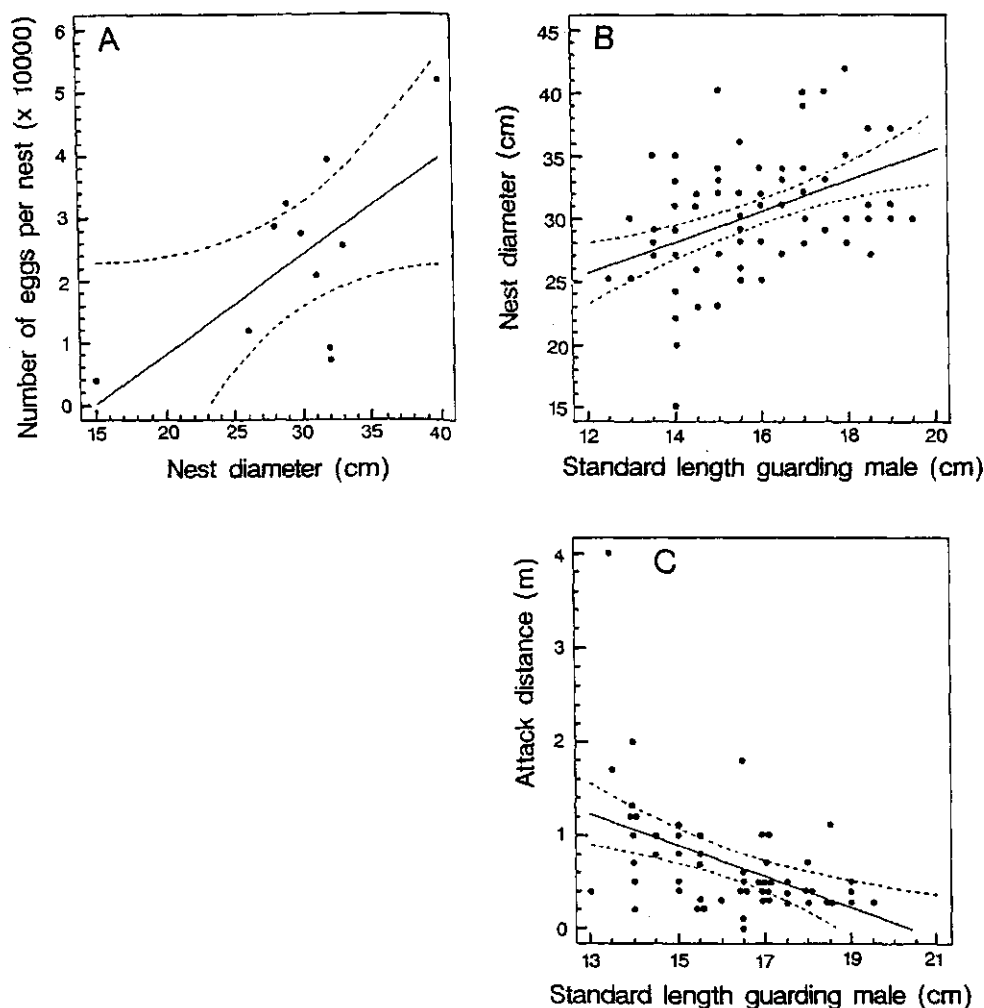 A
Number of eggs per nest (x 10000)
6
5
4
3
2
1
0
15 20 25 30 35 40
Nest diameter (cm)
B
Nest diameter (cm)
45
40
35
30
25
20
15
12 14 16 18 20
Standard length guarding male (cm)
C
Attack distance (m)
4
3
2
1
0
13 15 17 19 21
Standard length guarding male (cm)